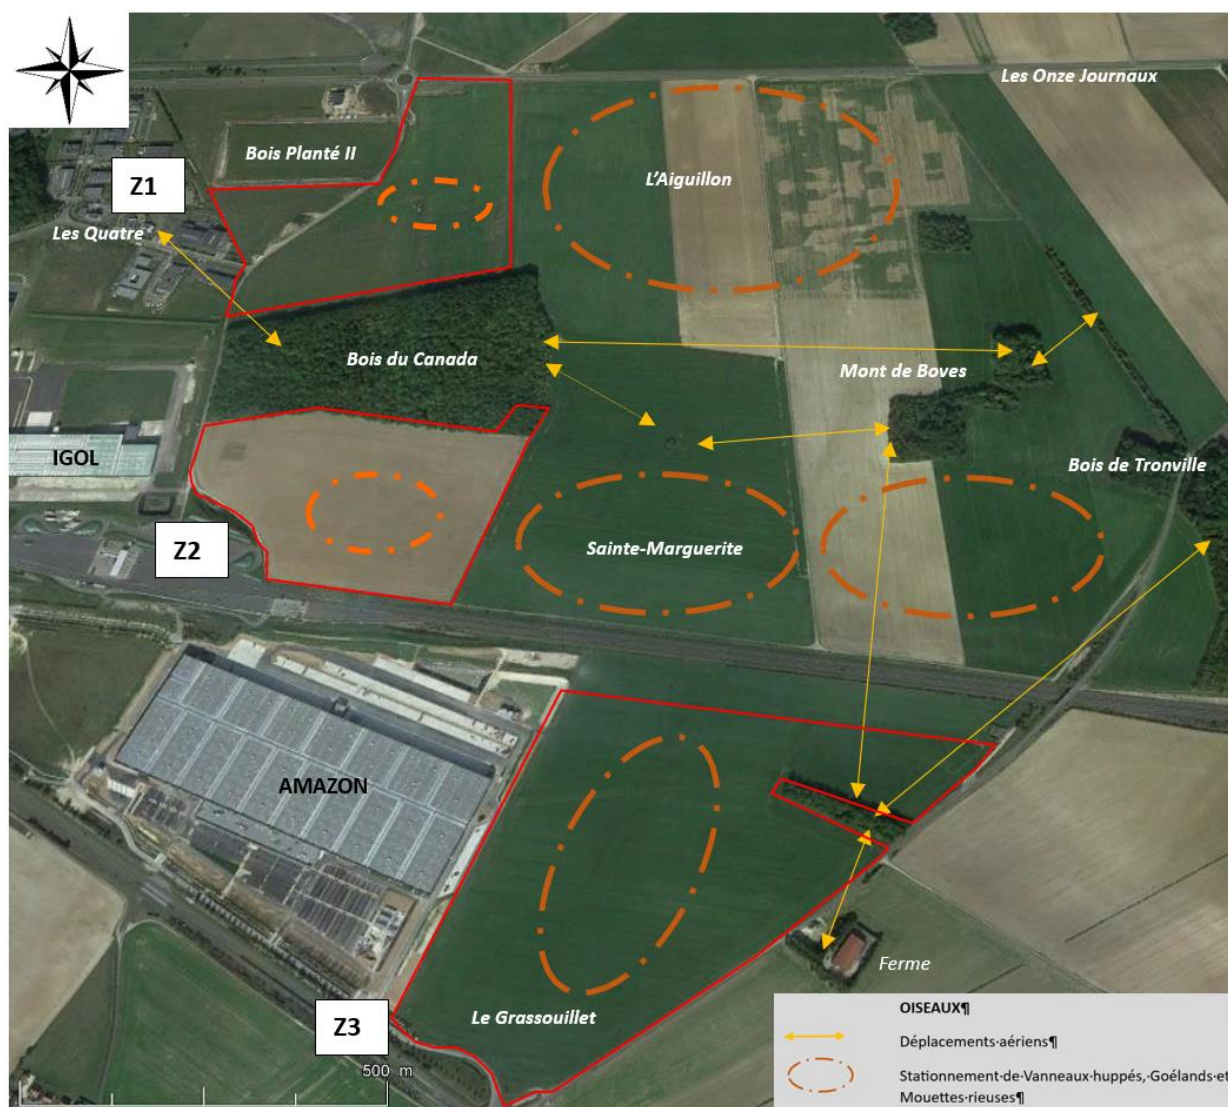 Les Onze Journaux
Bois Planté II
L'Aiguillon
Z1
Les Quatre
Bois du Canada
Mont de Boves
IGOL
Bois de Tronville
Z2
Sainte-Marguerite
AMAZON
Ferme
Le Grassouillet
Z3
500 m
OISEAUX¶
Déplacements·aériens¶
Stationnement·de·Vanneaux·huppés,·Goélands·et
Mouettes·rieuses¶